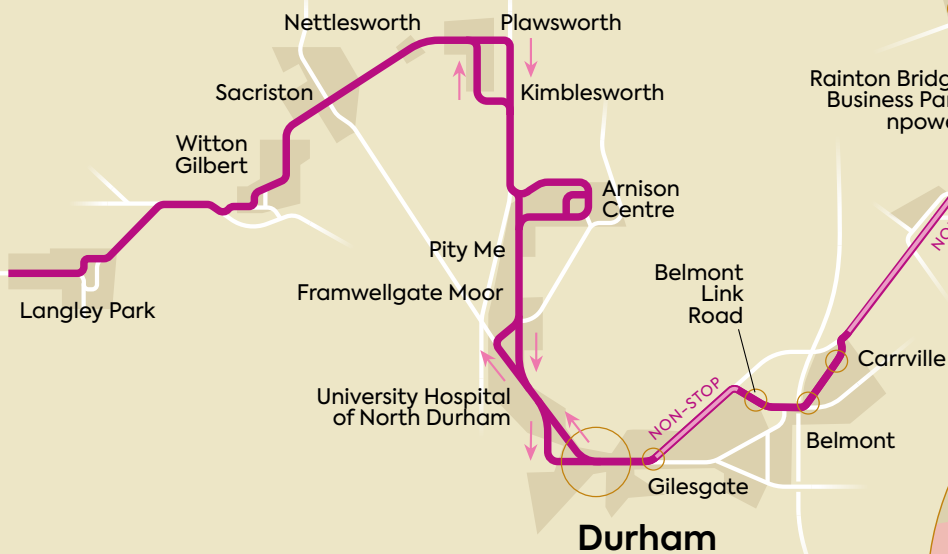 Nettlesworth
Plawsworth
Sacriston
Kimblesworth
Rainton Bridg
Business Par
npowe
Witton
Gilbert
Arnison
Centre
Pity Me
NO
Langley Park
Framwellgate Moor
Belmont
Link
Road
Carrville
University Hospital
of North Durham
NON-STOP
Belmont
Gilesgate
Durham